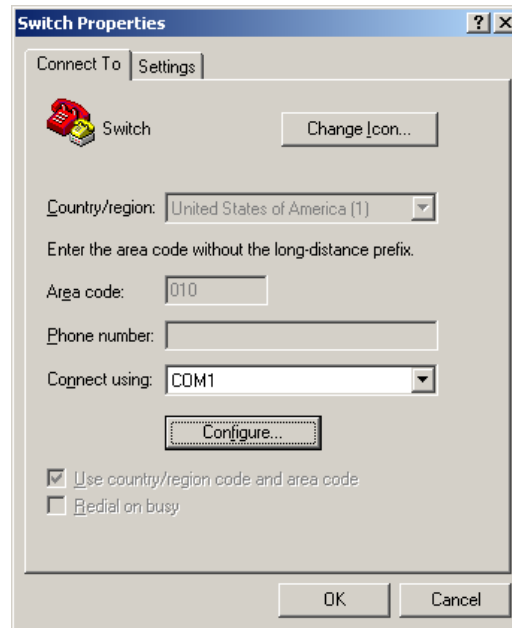 Switch Properties
Connect To Settings
Switch Change Icon...
Country/region: United States of America (1)
Enter the area code without the long-distance prefix.
Area code: 010
Phone number:
Connect using: COM1
Configure...
Use country/region code and area code
Redial on busy
OK Cancel